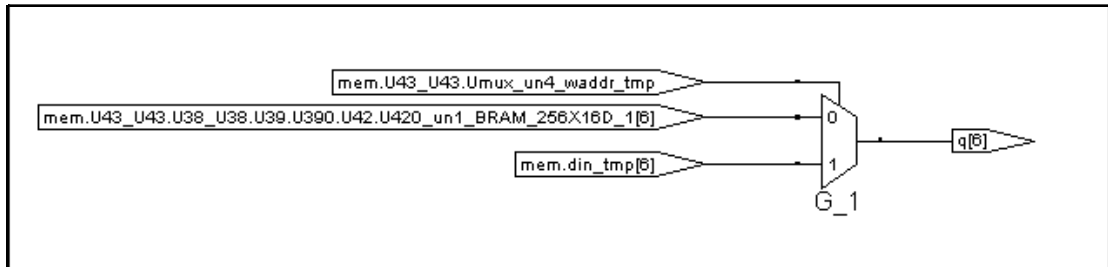 mem.U43_U43.Umux_un4_waddr_tmp
mem.U43_U43.U38_U38.U39.U390.U42.U420_un1_BRAM_256X16D_1[6]
0
q[6]
mem.din_tmp[6]
1
G_1